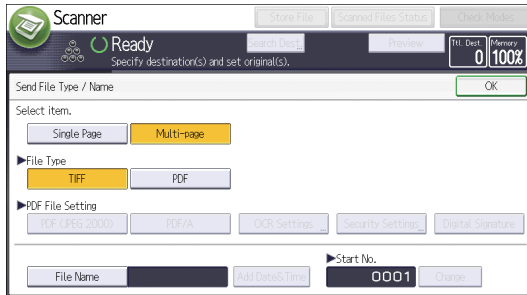 Scanner
Store File Scanned Files Status Check Modes
Ready
Search Dest. Preview
Specify destination(s) and set original(s).
Ttl. Dest. Memory
0 100%
Send File Type / Name OK
Select item.
Single Page Multi-page
►File Type
TIFF PDF
►PDF File Setting
PDF (JPEG 2000) PDF/A OCR Settings Security Settings Digital Signature
►Start No.
File Name Add Date&Time 0001 Change